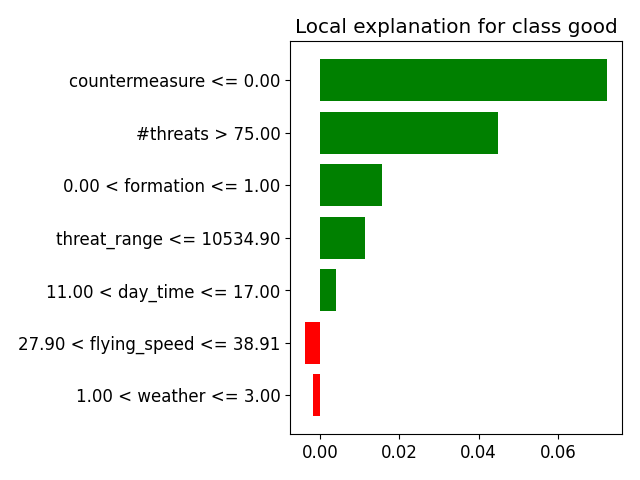 Local explanation for class good
countermeasure <= 0.00
#threats > 75.00
0.00 < formation <= 1.00
threat_range <= 10534.90
11.00 < day_time <= 17.00
27.90 < flying_speed <= 38.91
1.00 < weather <= 3.00
0.00 0.02 0.04 0.06